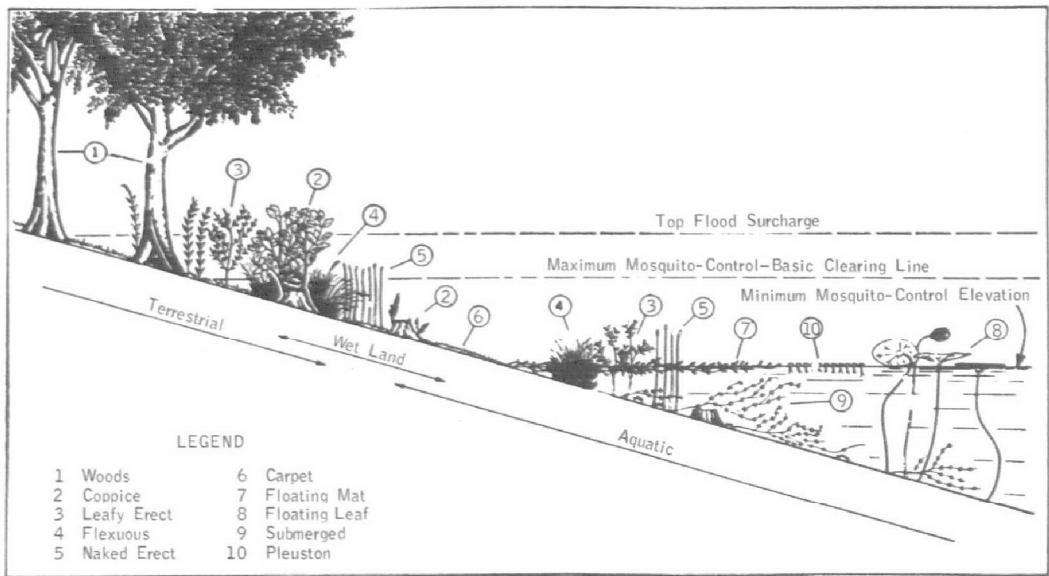 1
3
2
4
Top Flood Surcharge
5
Maximum Mosquito-Control-Basic Clearing Line
Minimum Mosquito-Control Elevation
2
6
4
3
5
7
10
8
Terrestrial
Wet Land
9
Aquatic
LEGEND
1 Woods
2 Coppice
3 Leafy Erect
4 Flexuous
5 Naked Erect
6 Carpet
7 Floating Mat
8 Floating Leaf
9 Submerged
10 Pleuston